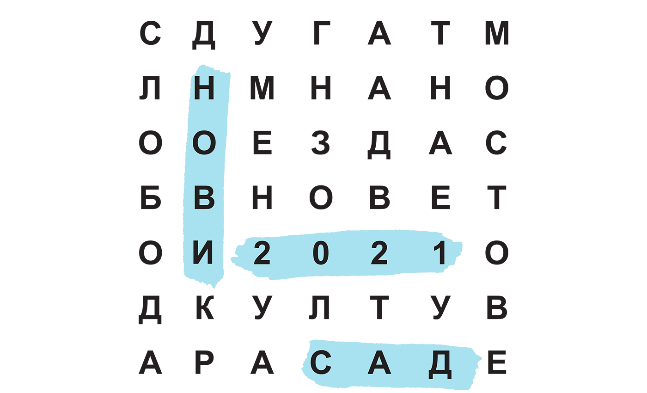 С Д У Г А Т М
Л Н М Н А Н О
О О Е З Д А С
Б В Н О В Е Т
О И 2 0 2 1 О
Д К У Л Т У В
А Р А С А Д Е